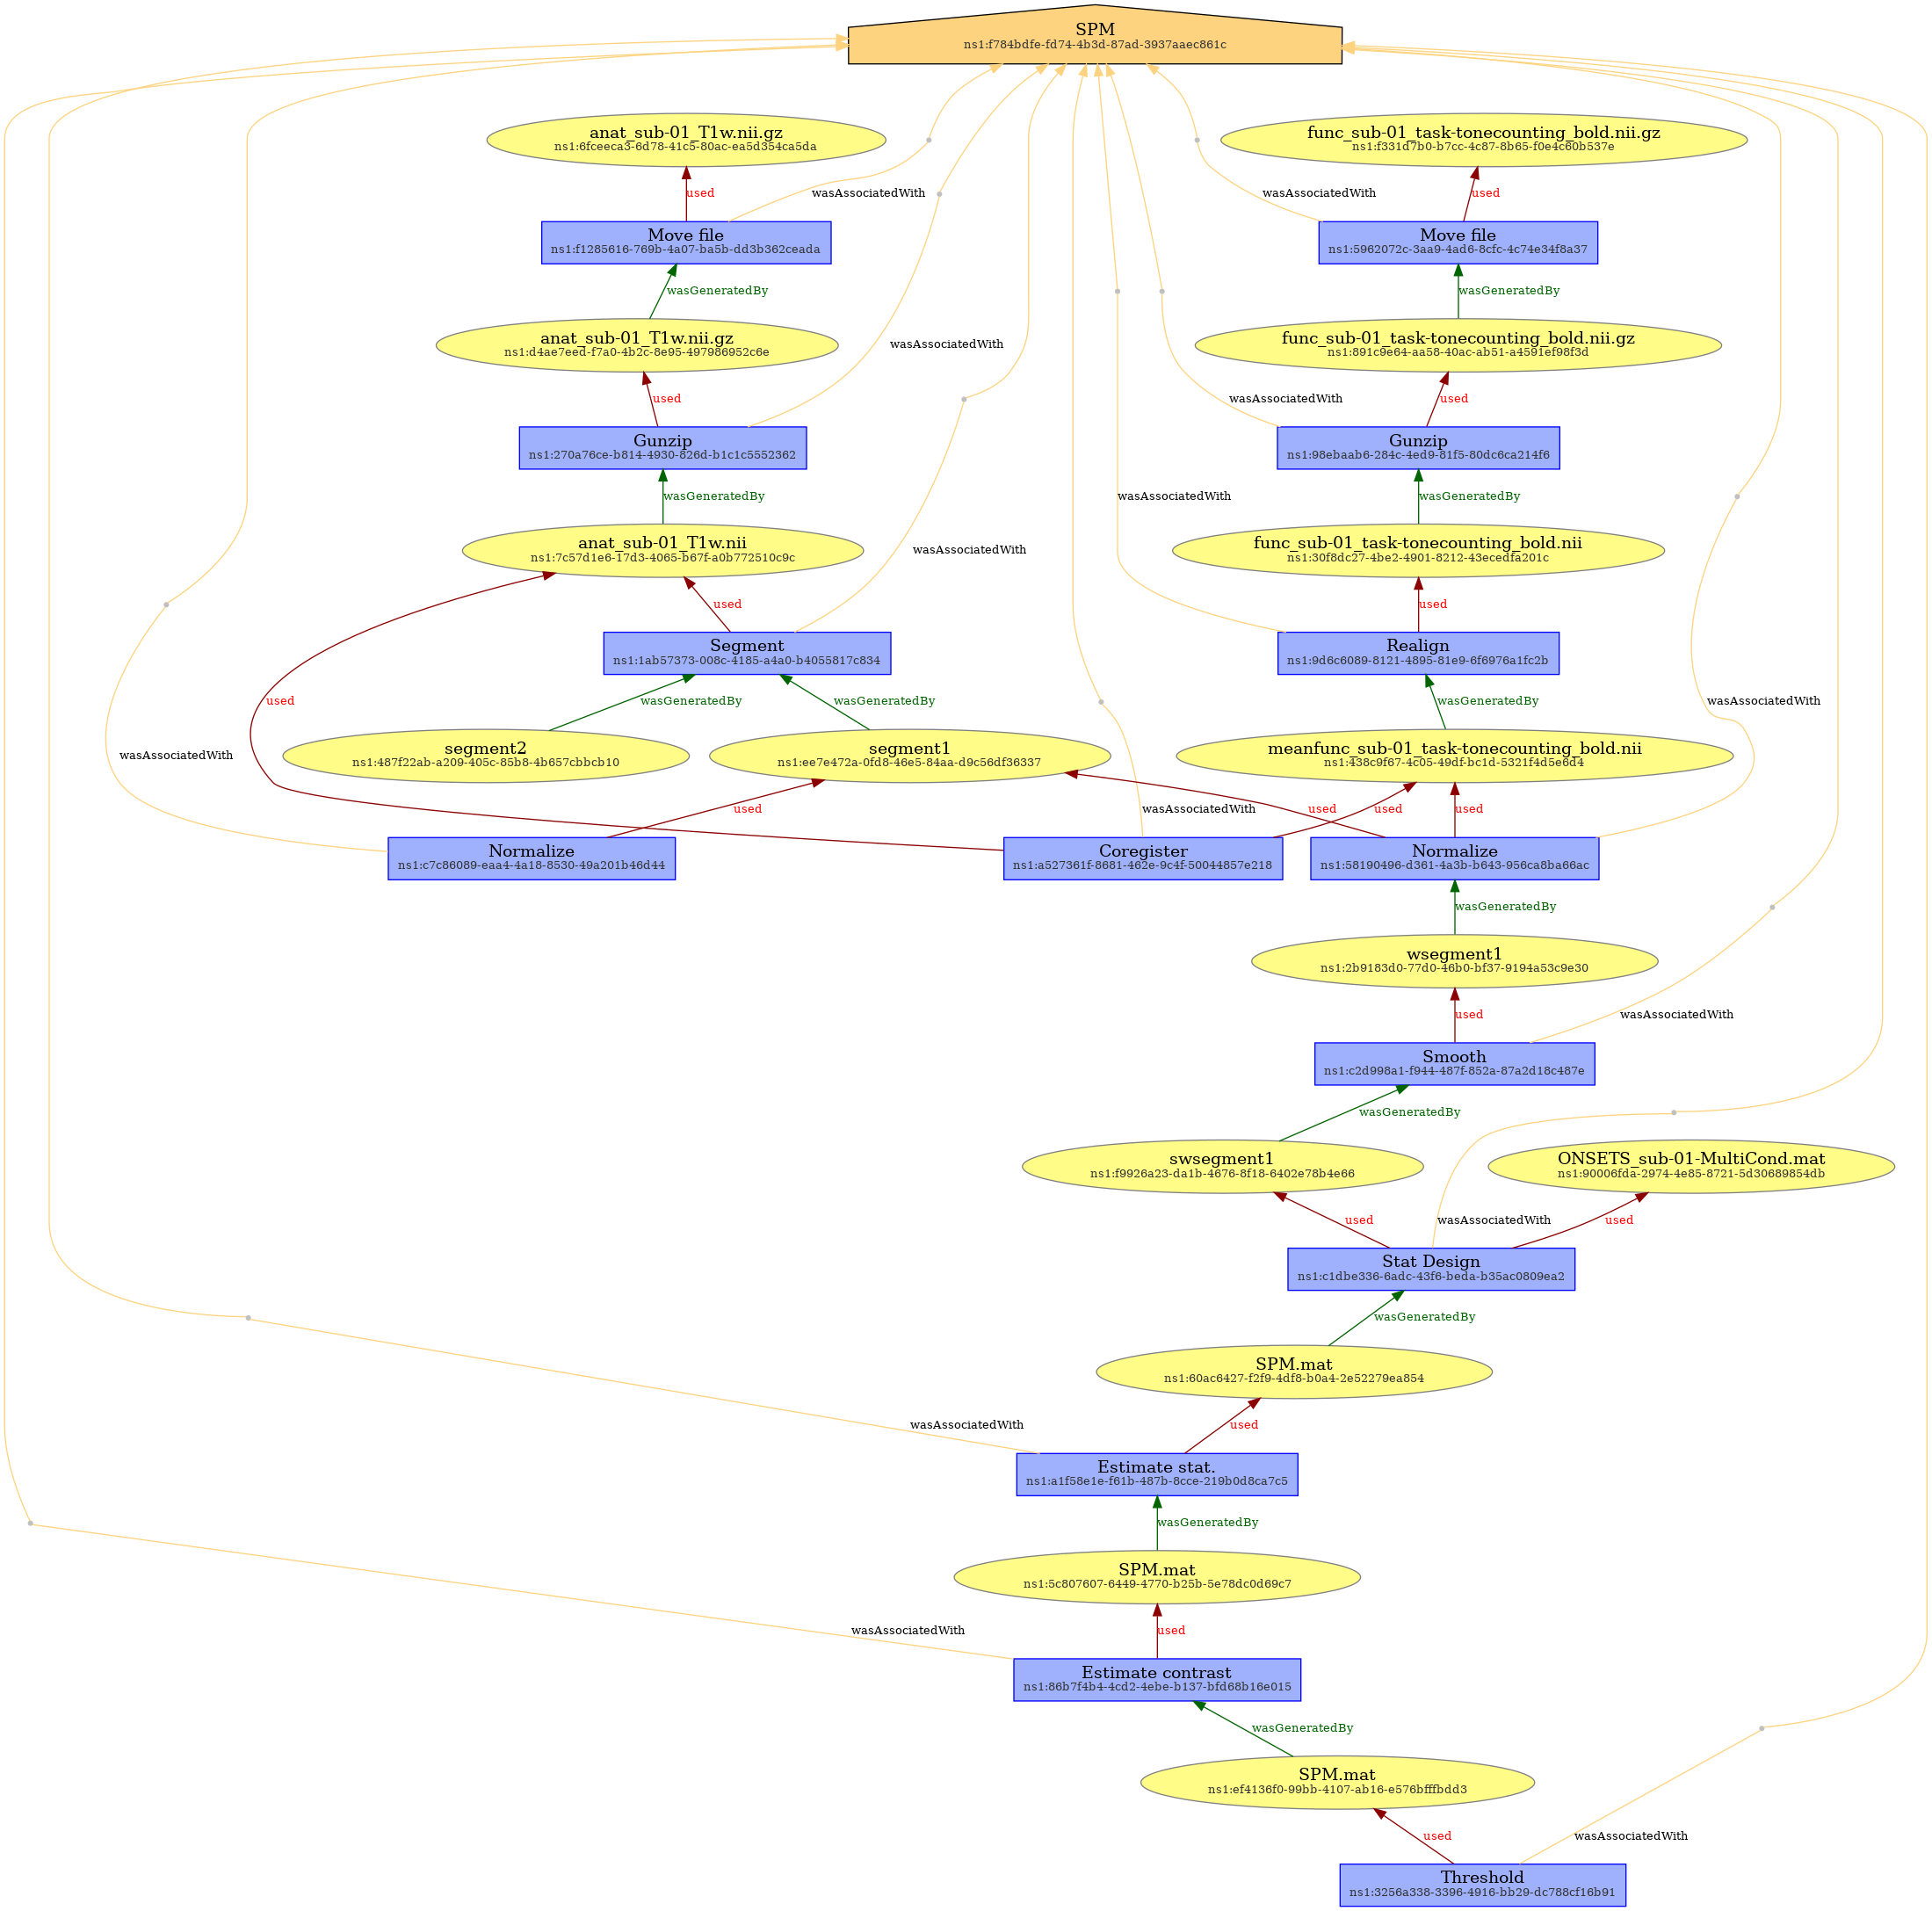 SPM
ns1:f784bdfe-fd74-4b3d-87ad-3937aaec861c
anat_sub-01_T1w.nii.gz
ns1:6fceeca3-6d78-41c5-80ac-ea5d354ca5da
func_sub-01_task-tonecounting_bold.nii.gz
ns1:f331d7b0-b7cc-4c87-8b65-f0e4c60b537e
used
wasAssociatedWith
wasAssociatedWith
used
Move file
ns1:f1285616-769b-4a07-ba5b-dd3b362ceada
Move file
ns1:5962072c-3aa9-4ad6-8cfc-4c74e34f8a37
wasGeneratedBy
wasGeneratedBy
anat_sub-01_T1w.nii.gz
ns1:d4ae7eed-f7a0-4b2c-8e95-497986952c6e
wasAssociatedWith
func_sub-01_task-tonecounting_bold.nii.gz
ns1:891c9e64-aa58-40ac-ab51-a4591ef98f3d
used
wasAssociatedWith
used
Gunzip
ns1:270a76ce-b814-4930-826d-b1c1c5552362
Gunzip
ns1:98ebaab6-284c-4ed9-81f5-80dc6ca214f6
wasGeneratedBy
wasAssociatedWith
wasGeneratedBy
anat_sub-01_T1w.nii
ns1:7c57d1e6-17d3-4065-b67f-a0b772510c9c
wasAssociatedWith
func_sub-01_task-tonecounting_bold.nii
ns1:30f8dc27-4be2-4901-8212-43ecedfa201c
used
used
Segment
ns1:1ab57373-008c-4185-a4a0-b4055817c834
Realign
ns1:9d6c6089-8121-4895-81e9-6f6976a1fc2b
used
wasGeneratedBy
wasGeneratedBy
wasGeneratedBy
wasAssociatedWith
wasAssociatedWith
segment2
ns1:487f22ab-a209-405c-85b8-4b657cbbcb10
segment1
ns1:ee7e472a-0fd8-46e5-84aa-d9c56df36337
meanfunc_sub-01_task-tonecounting_bold.nii
ns1:438c9f67-4c05-49df-bc1d-5321f4d5e6d4
used
wasAssociatedWith
used
used
used
Normalize
ns1:c7c86089-eaa4-4a18-8530-49a201b46d44
Coregister
ns1:a527361f-8681-462e-9c4f-50044857e218
Normalize
ns1:58190496-d361-4a3b-b643-956ca8ba66ac
wasGeneratedBy
wsegment1
ns1:2b9183d0-77d0-46b0-bf37-9194a53c9e30
used
wasAssociatedWith
Smooth
ns1:c2d998a1-f944-487f-852a-87a2d18c487e
wasGeneratedBy
swsegment1
ns1:f9926a23-da1b-4676-8f18-6402e78b4e66
ONSETS_sub-01-MultiCond.mat
ns1:90006fda-2974-4e85-8721-5d30689854db
used
wasAssociatedWith
used
Stat Design
ns1:c1dbe336-6adc-43f6-beda-b35ac0809ea2
wasGeneratedBy
SPM.mat
ns1:60ac6427-f2f9-4df8-b0a4-2e52279ea854
wasAssociatedWith
used
Estimate stat.
ns1:a1f58e1e-f61b-487b-8cce-219b0d8ca7c5
wasGeneratedBy
SPM.mat
ns1:5c807607-6449-4770-b25b-5e78dc0d69c7
wasAssociatedWith
used
Estimate contrast
ns1:86b7f4b4-4cd2-4ebe-b137-bfd68b16e015
wasGeneratedBy
SPM.mat
ns1:ef4136f0-99bb-4107-ab16-e576bfffbdd3
used
wasAssociatedWith
Threshold
ns1:3256a338-3396-4916-bb29-dc788cf16b91